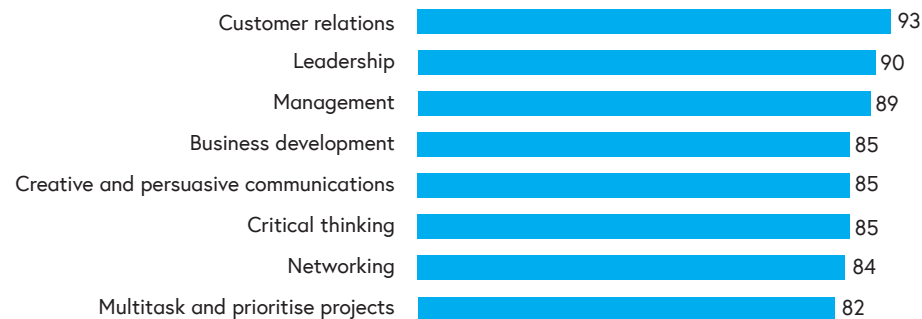 Customer relations 93
Leadership 90
Management 89
Business development 85
Creative and persuasive communications 85
Critical thinking 85
Networking 84
Multitask and prioritise projects 82